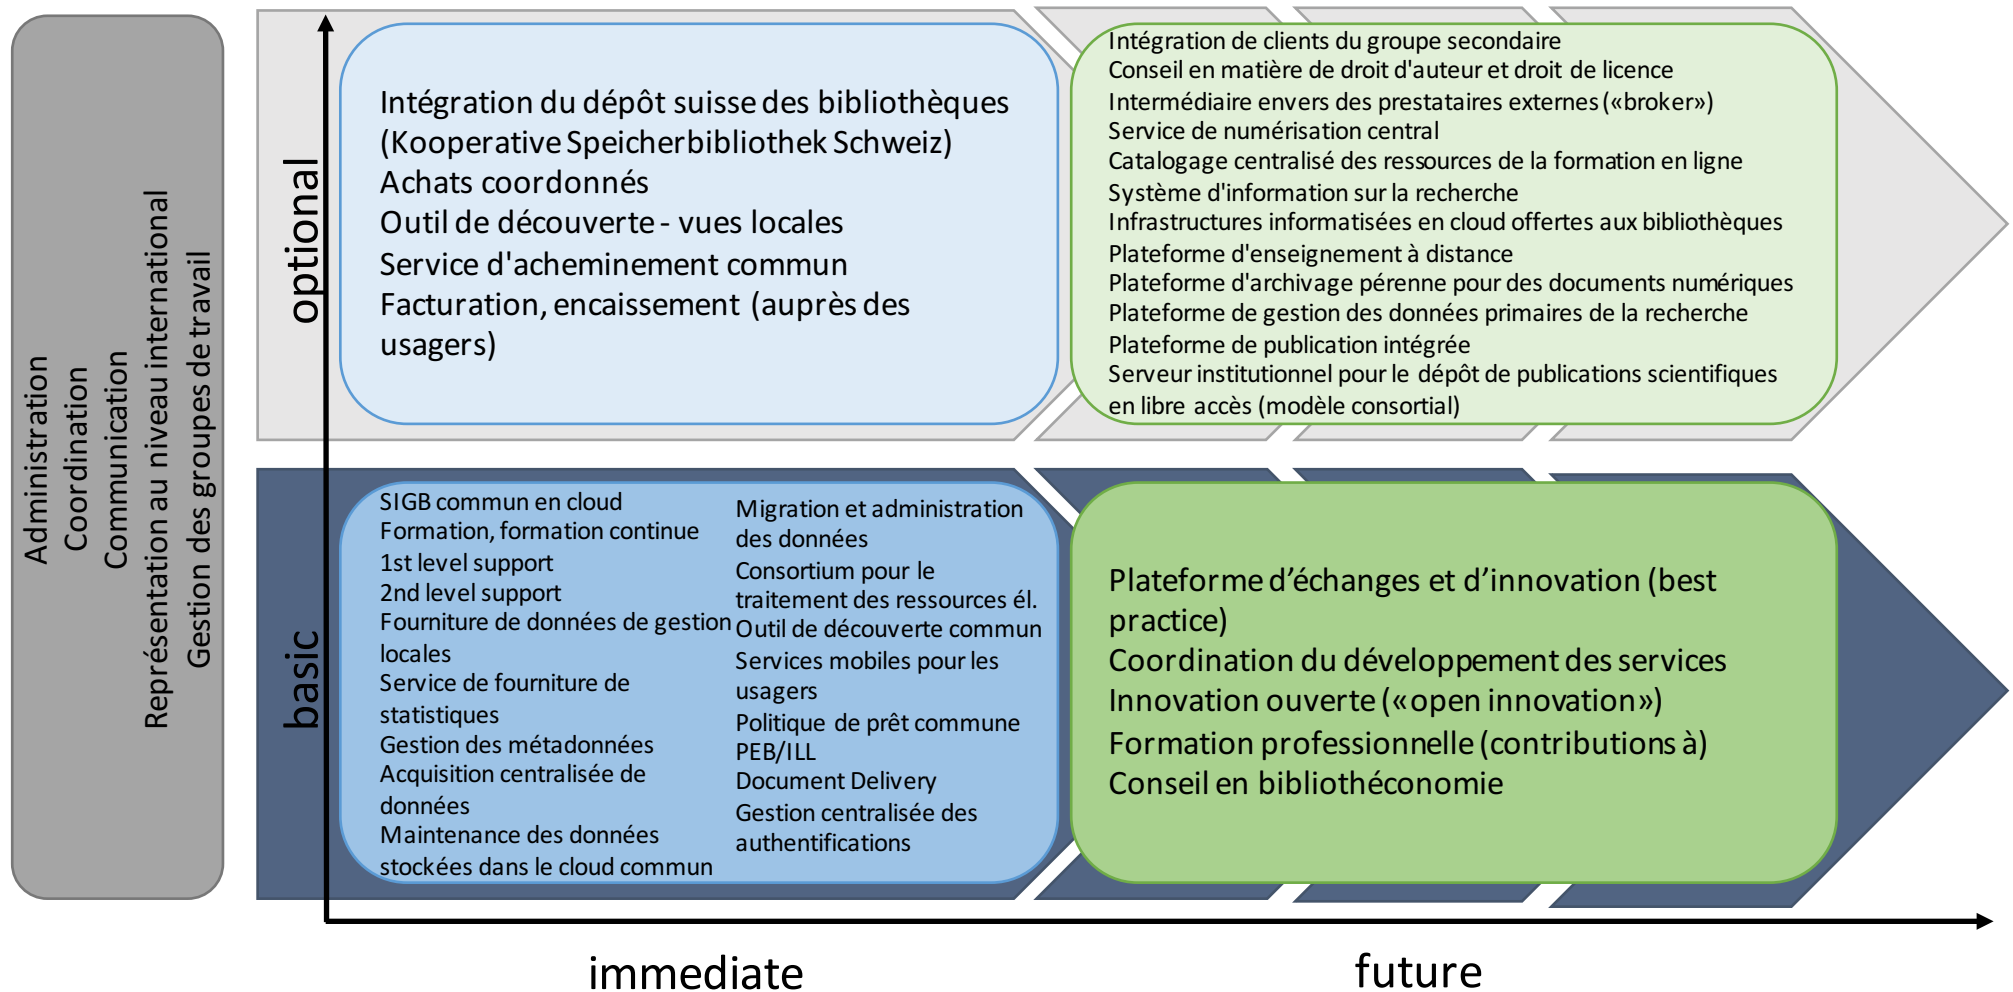 Administration
Coordination
Communication
Représentation au niveau international
Gestion des groupes de travail
optional
Intégration du dépôt suisse des bibliothèques
(Kooperative Speicherbibliothek Schweiz)
Achats coordonnés
Outil de découverte - vues locales
Service d'acheminement commun
Facturation, encaissement (auprès des
usagers)
Intégration de clients du groupe secondaire
Conseil en matière de droit d'auteur et droit de licence
Intermédiaire envers des prestataires externes («broker»)
Service de numérisation central
Catalogage centralisé des ressources de la formation en ligne
Système d'information sur la recherche
Infrastructures informatisées en cloud offertes aux bibliothèques
Plateforme d'enseignement à distance
Plateforme d'archivage pérenne pour des documents numériques
Plateforme de gestion des données primaires de la recherche
Plateforme de publication intégrée
Serveur institutionnel pour le dépôt de publications scientifiques
en libre accès (modèle consortial)
basic
SIGB commun en cloud
Formation, formation continue
1st level support
2nd level support
Fourniture de données de gestion
locales
Service de fourniture de
statistiques
Gestion des métadonnées
Acquisition centralisée de
données
Maintenance des données
stockées dans le cloud commun
Migration et administration
des données
Consortium pour le
traitement des ressources él.
Outil de découverte commun
Services mobiles pour les
usagers
Politique de prêt commune
PEB/ILL
Document Delivery
Gestion centralisée des
authentifications
Plateforme d’échanges et d’innovation (best
practice)
Coordination du développement des services
Innovation ouverte («open innovation»)
Formation professionnelle (contributions à)
Conseil en bibliothéconomie
immediate
future